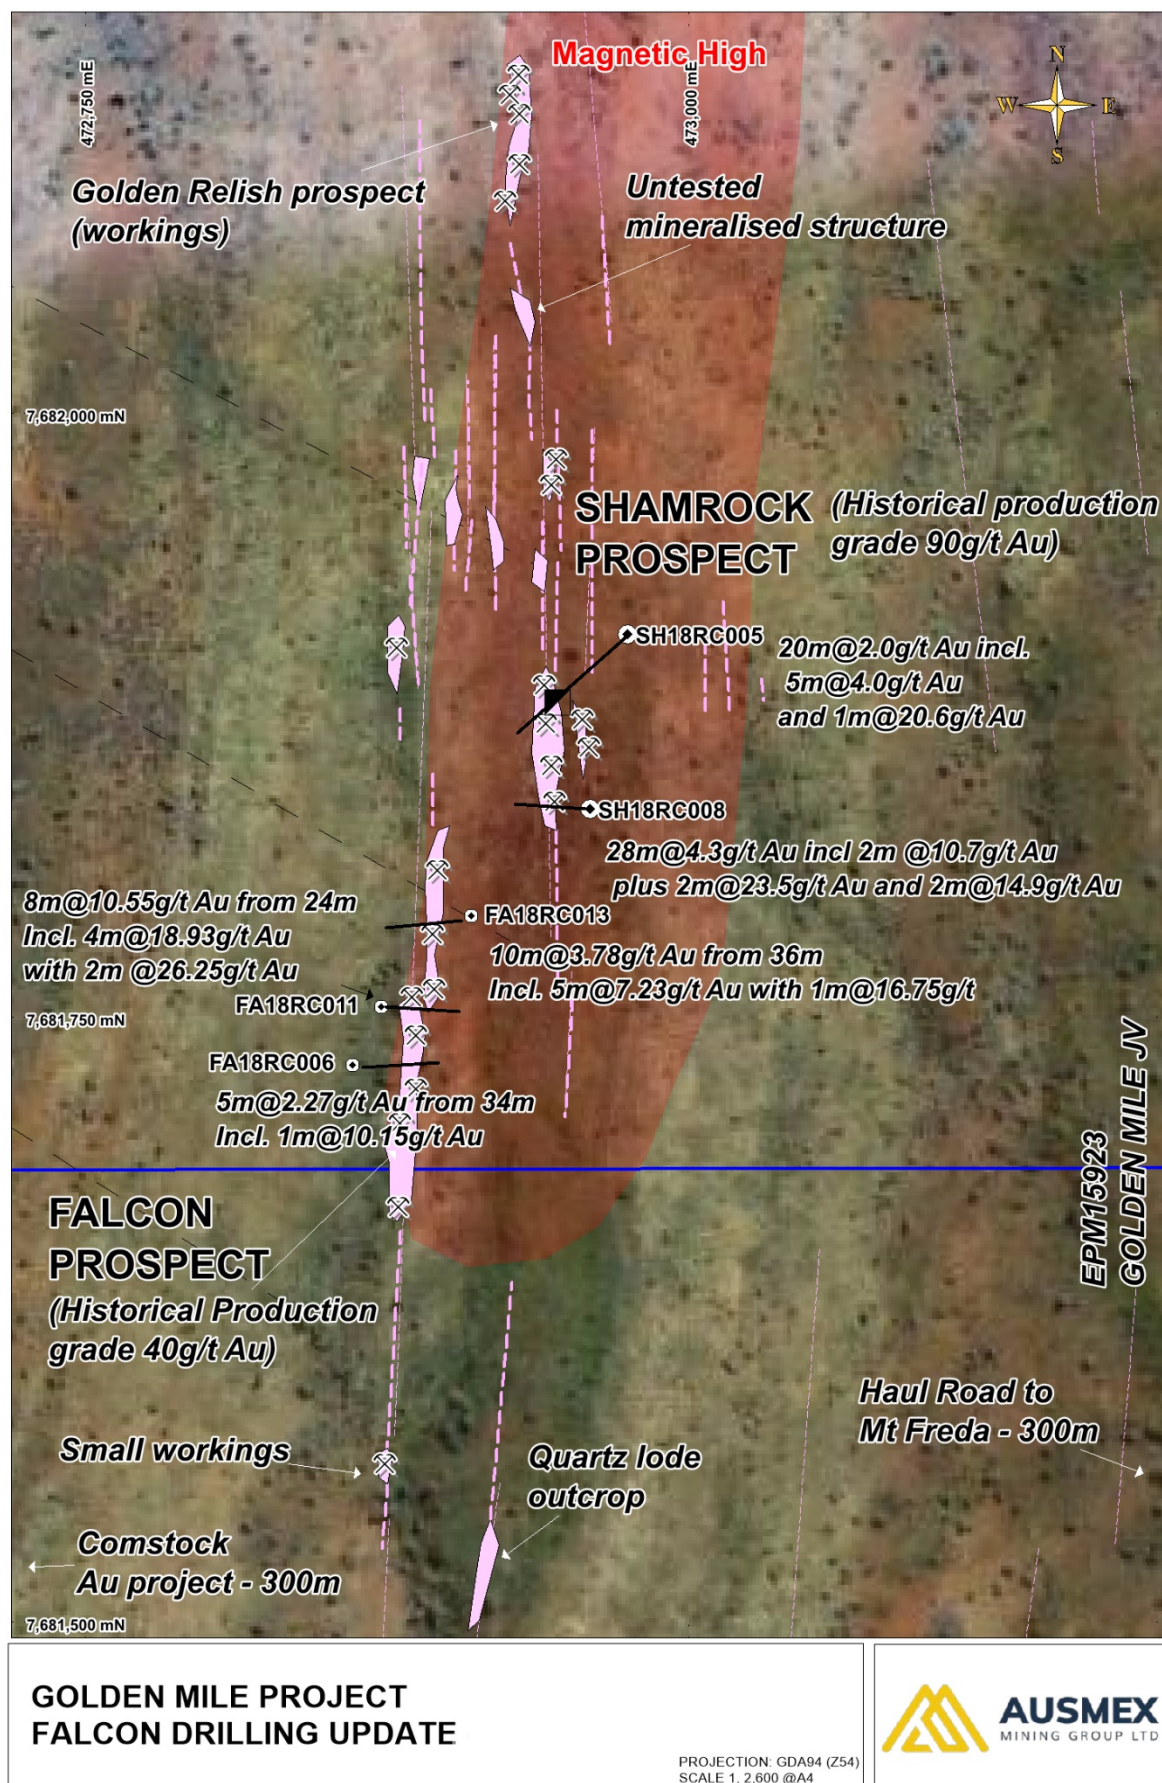 Magnetic High
472,750 mE
473,000 mE
N
W
E
S
Golden Relish prospect
(workings)
Untested
mineralised structure
7,682,000 mN
SHAMROCK
PROSPECT
(Historical production
grade 90g/t Au)
SH18RC005
20m@2.0g/t Au incl.
5m@4.0g/t Au
and 1m@20.6g/t Au
SH18RC008
28m@4.3g/t Au incl 2m @10.7g/t Au
plus 2m@23.5g/t Au and 2m@14.9g/t Au
8m@10.55g/t Au from 24m
Incl. 4m@18.93g/t Au
with 2m @26.25g/t Au
FA18RC013
10m@3.78g/t Au from 36m
Incl. 5m@7.23g/t Au with 1m@16.75g/t
FA18RC011
7,681,750 mN
FA18RC006
5m@2.27g/t Au from 34m
Incl. 1m@10.15g/t Au
EPM15923
GOLDEN MILE JV
FALCON
PROSPECT
(Historical Production
grade 40g/t Au)
Haul Road to
Mt Freda - 300m
Small workings
Quartz lode
outcrop
Comstock
Au project - 300m
7,681,500 mN
GOLDEN MILE PROJECT
FALCON DRILLING UPDATE
PROJECTION: GDA94 (Z54)
SCALE 1. 2,600 @A4
AUSMEX
MINING GROUP LTD